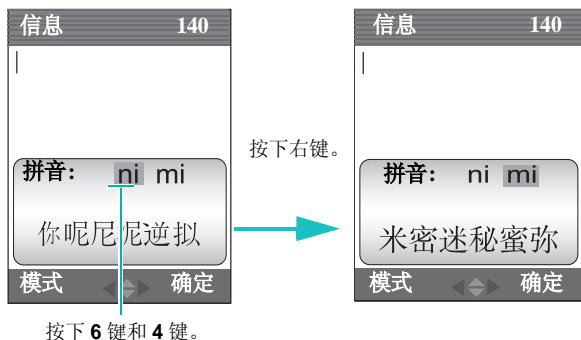 信息 140
拼音: ni mi
你呢尼泥逆拟
模式 确定
按下 6 键和 4 键。
按下右键。
信息 140
拼音: ni mi
米密迷秘蜜弥
模式 确定